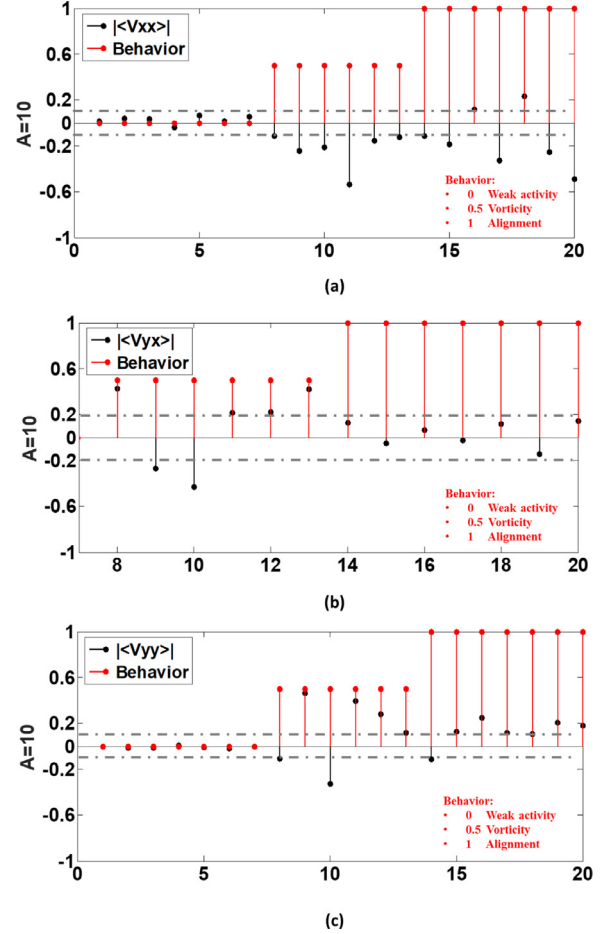 1
|<Vxx>|
Behavior
0.6
0.2
0
-0.2
-0.6
-1
A=10
Behavior:
• 0 Weak activity
• 0.5 Vorticity
• 1 Alignment
0 5 10 15 20
(a)
1
|<Vyx>|
Behavior
0.6
0.2
0
-0.2
-0.6
-1
A=10
Behavior:
• 0 Weak activity
• 0.5 Vorticity
• 1 Alignment
8 10 12 14 16 18 20
(b)
1
|<Vyy>|
Behavior
0.6
0.2
0
-0.2
-0.6
-1
A=10
Behavior:
• 0 Weak activity
• 0.5 Vorticity
• 1 Alignment
0 5 10 15 20
(c)